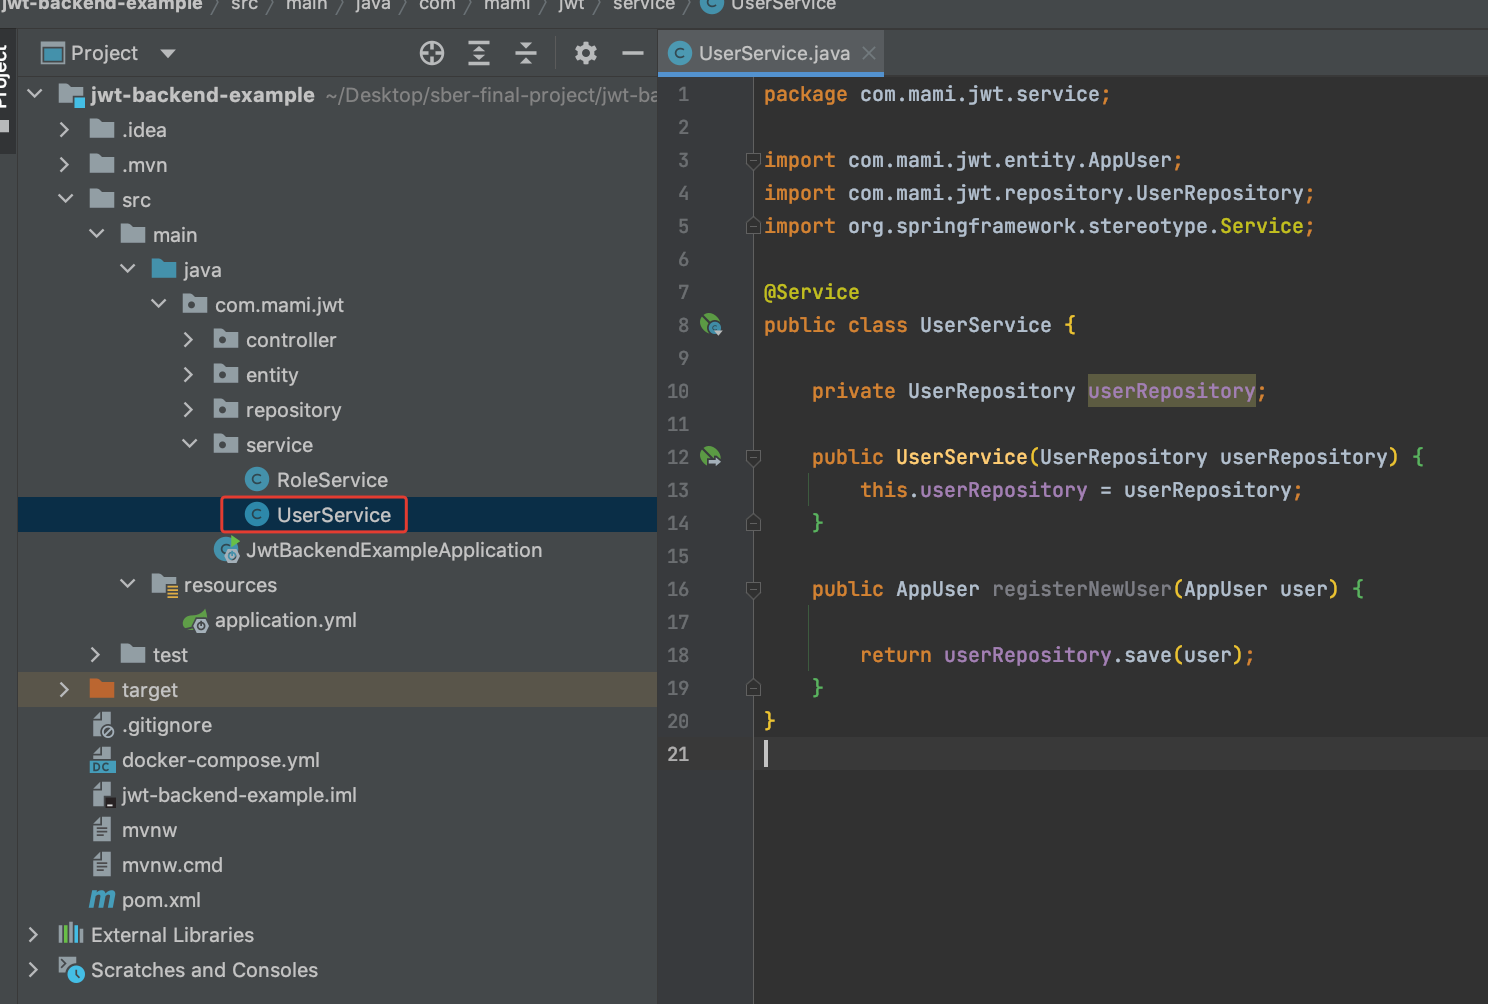 jwt-backend-example / src / main / java / com / mami / jwt / service / UserService
Project
Project
UserService.java
jwt-backend-example ~/Desktop/sber-final-project/jwt-ba
.idea
.mvn
src
main
java
com.mami.jwt
controller
entity
repository
service
RoleService
UserService
JwtBackendExampleApplication
resources
application.yml
test
target
.gitignore
docker-compose.yml
jwt-backend-example.iml
mvnw
mvnw.cmd
pom.xml
External Libraries
Scratches and Consoles
1 package com.mami.jwt.service;
2
3 import com.mami.jwt.entity.AppUser;
4 import com.mami.jwt.repository.UserRepository;
5 import org.springframework.stereotype.Service;
6
7 @Service
8 public class UserService {
9
10 private UserRepository userRepository;
11
12 public UserService(UserRepository userRepository) {
13 this.userRepository = userRepository;
14 }
15
16 public AppUser registerNewUser(AppUser user) {
17
18 return userRepository.save(user);
19 }
20 }
21